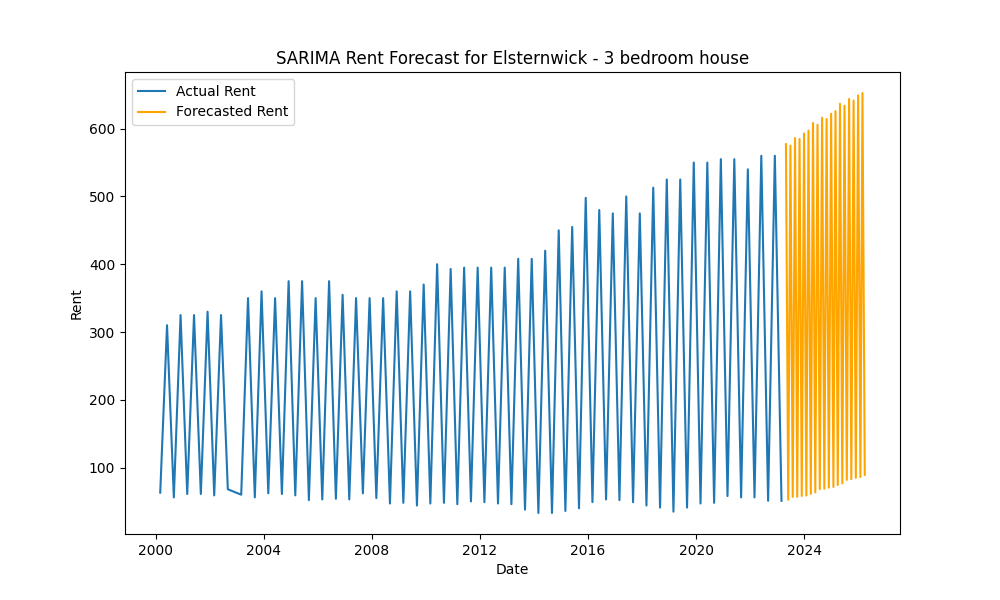 SARIMA Rent Forecast for Elsternwick - 3 bedroom house
Actual Rent
Forecasted Rent
600
500
400
300
200
100
Rent
2000 2004 2008 2012 2016 2020 2024
Date